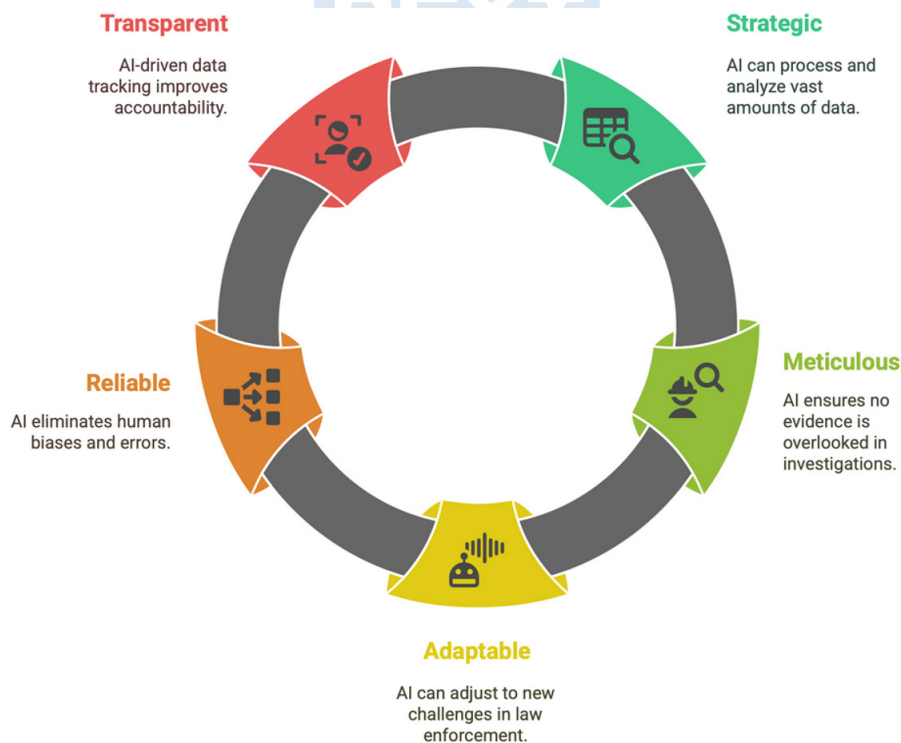 Transparent
AI-driven data
tracking improves
accountability.
Strategic
AI can process and
analyze vast
amounts of data.
Reliable
AI eliminates human
biases and errors.
Meticulous
AI ensures no
evidence is
overlooked in
investigations.
Adaptable
AI can adjust to new
challenges in law
enforcement.